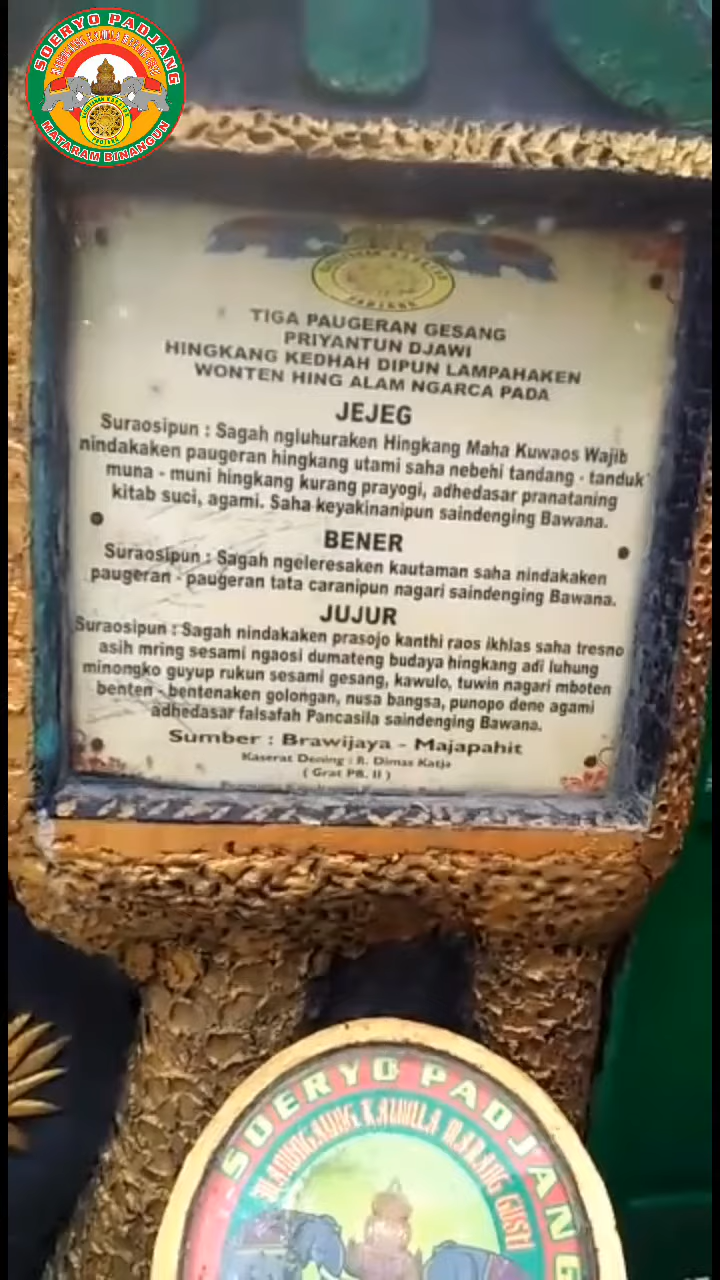 SOERYO PADJANG
MATARAM BINANGUN
PADJANG
TIGA PAUGERAN GESANG
PRIYANTUN DJAWI
HINGKANG KEDHAH DIPUN LAMPAHAKEN
WONTEN HING ALAM NGARCA PADA
JEJEG
Suraosipun : Sagah ngluhuraken Hingkang Maha Kuwaos Wajib
nindakaken paugeran hingkang utami saha nebehi tandang - tanduk
muna - muni hingkang kurang prayogi, adhedasar pranataning
kitab suci, agami. Saha keyakinanipun saindenging Bawana.
BENER
Suraosipun : Sagah ngeleresaken kautaman saha nindakaken
paugeran - paugeran tata caranipun nagari saindenging Bawana.
JUJUR
Suraosipun : Sagah nindakaken prasojo kanthi raos ikhlas saha tresno
asih mring sesami ngaosi dumateng budaya hingkang adi luhung
minongko guyup rukun sesami gesang, kawulo, tuwin nagari mboten
benten - bentenaken golongan, nusa bangsa, punopo dene agami
adhedasar falsafah Pancasila saindenging Bawana.
Sumber : Brawijaya - Majapahit
Kaserat Dening : R. Dimas Katja
( Grat PB. II )
SOERYO PADJANG
KAWULA MARANG GUSTI